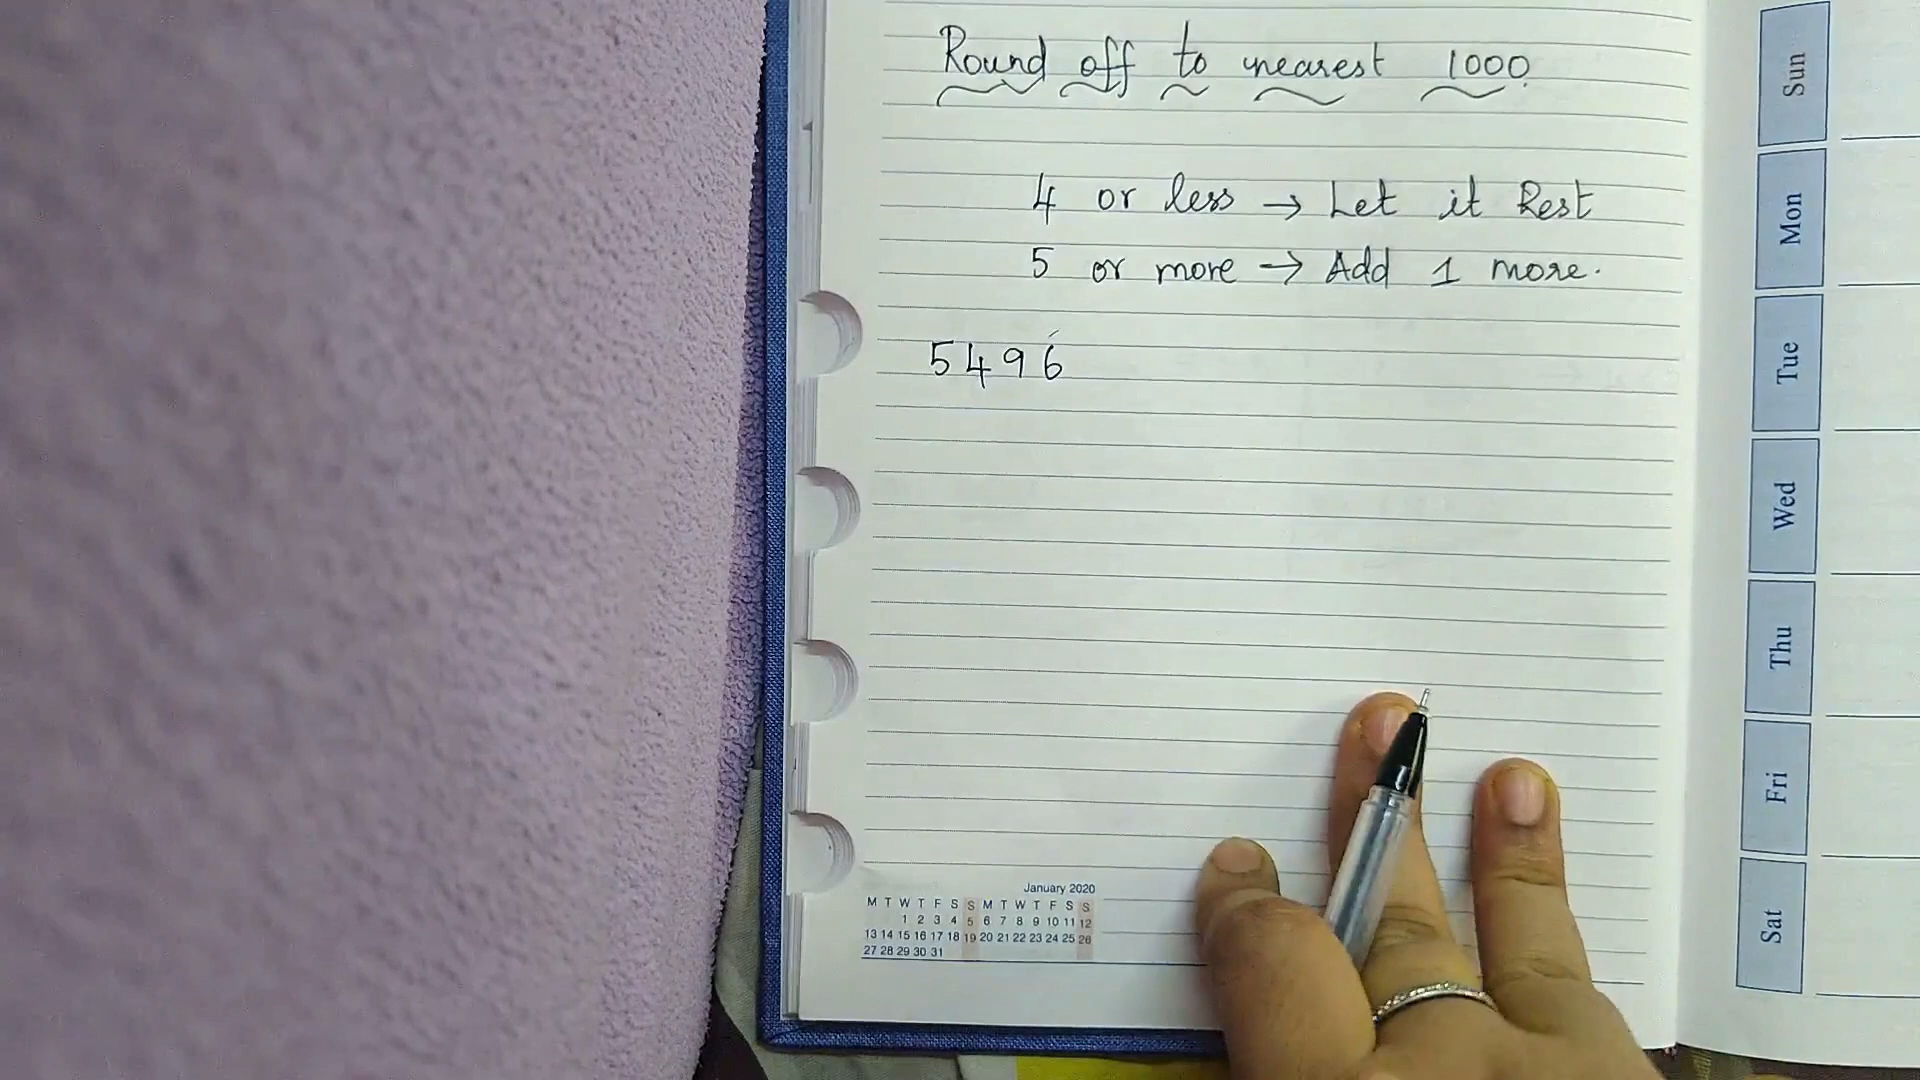 Round off to nearest 1000.
4 or less → Let it Rest
5 or more → Add 1 more.
5496
January 2020
M T W T F S S M T W T F S S
1 2 3 4 5 6 7 8 9 10 11 12
13 14 15 16 17 18 19 20 21 22 23 24 25 26
27 28 29 30 31
Sun
Mon
Tue
Wed
Thu
Fri
Sat